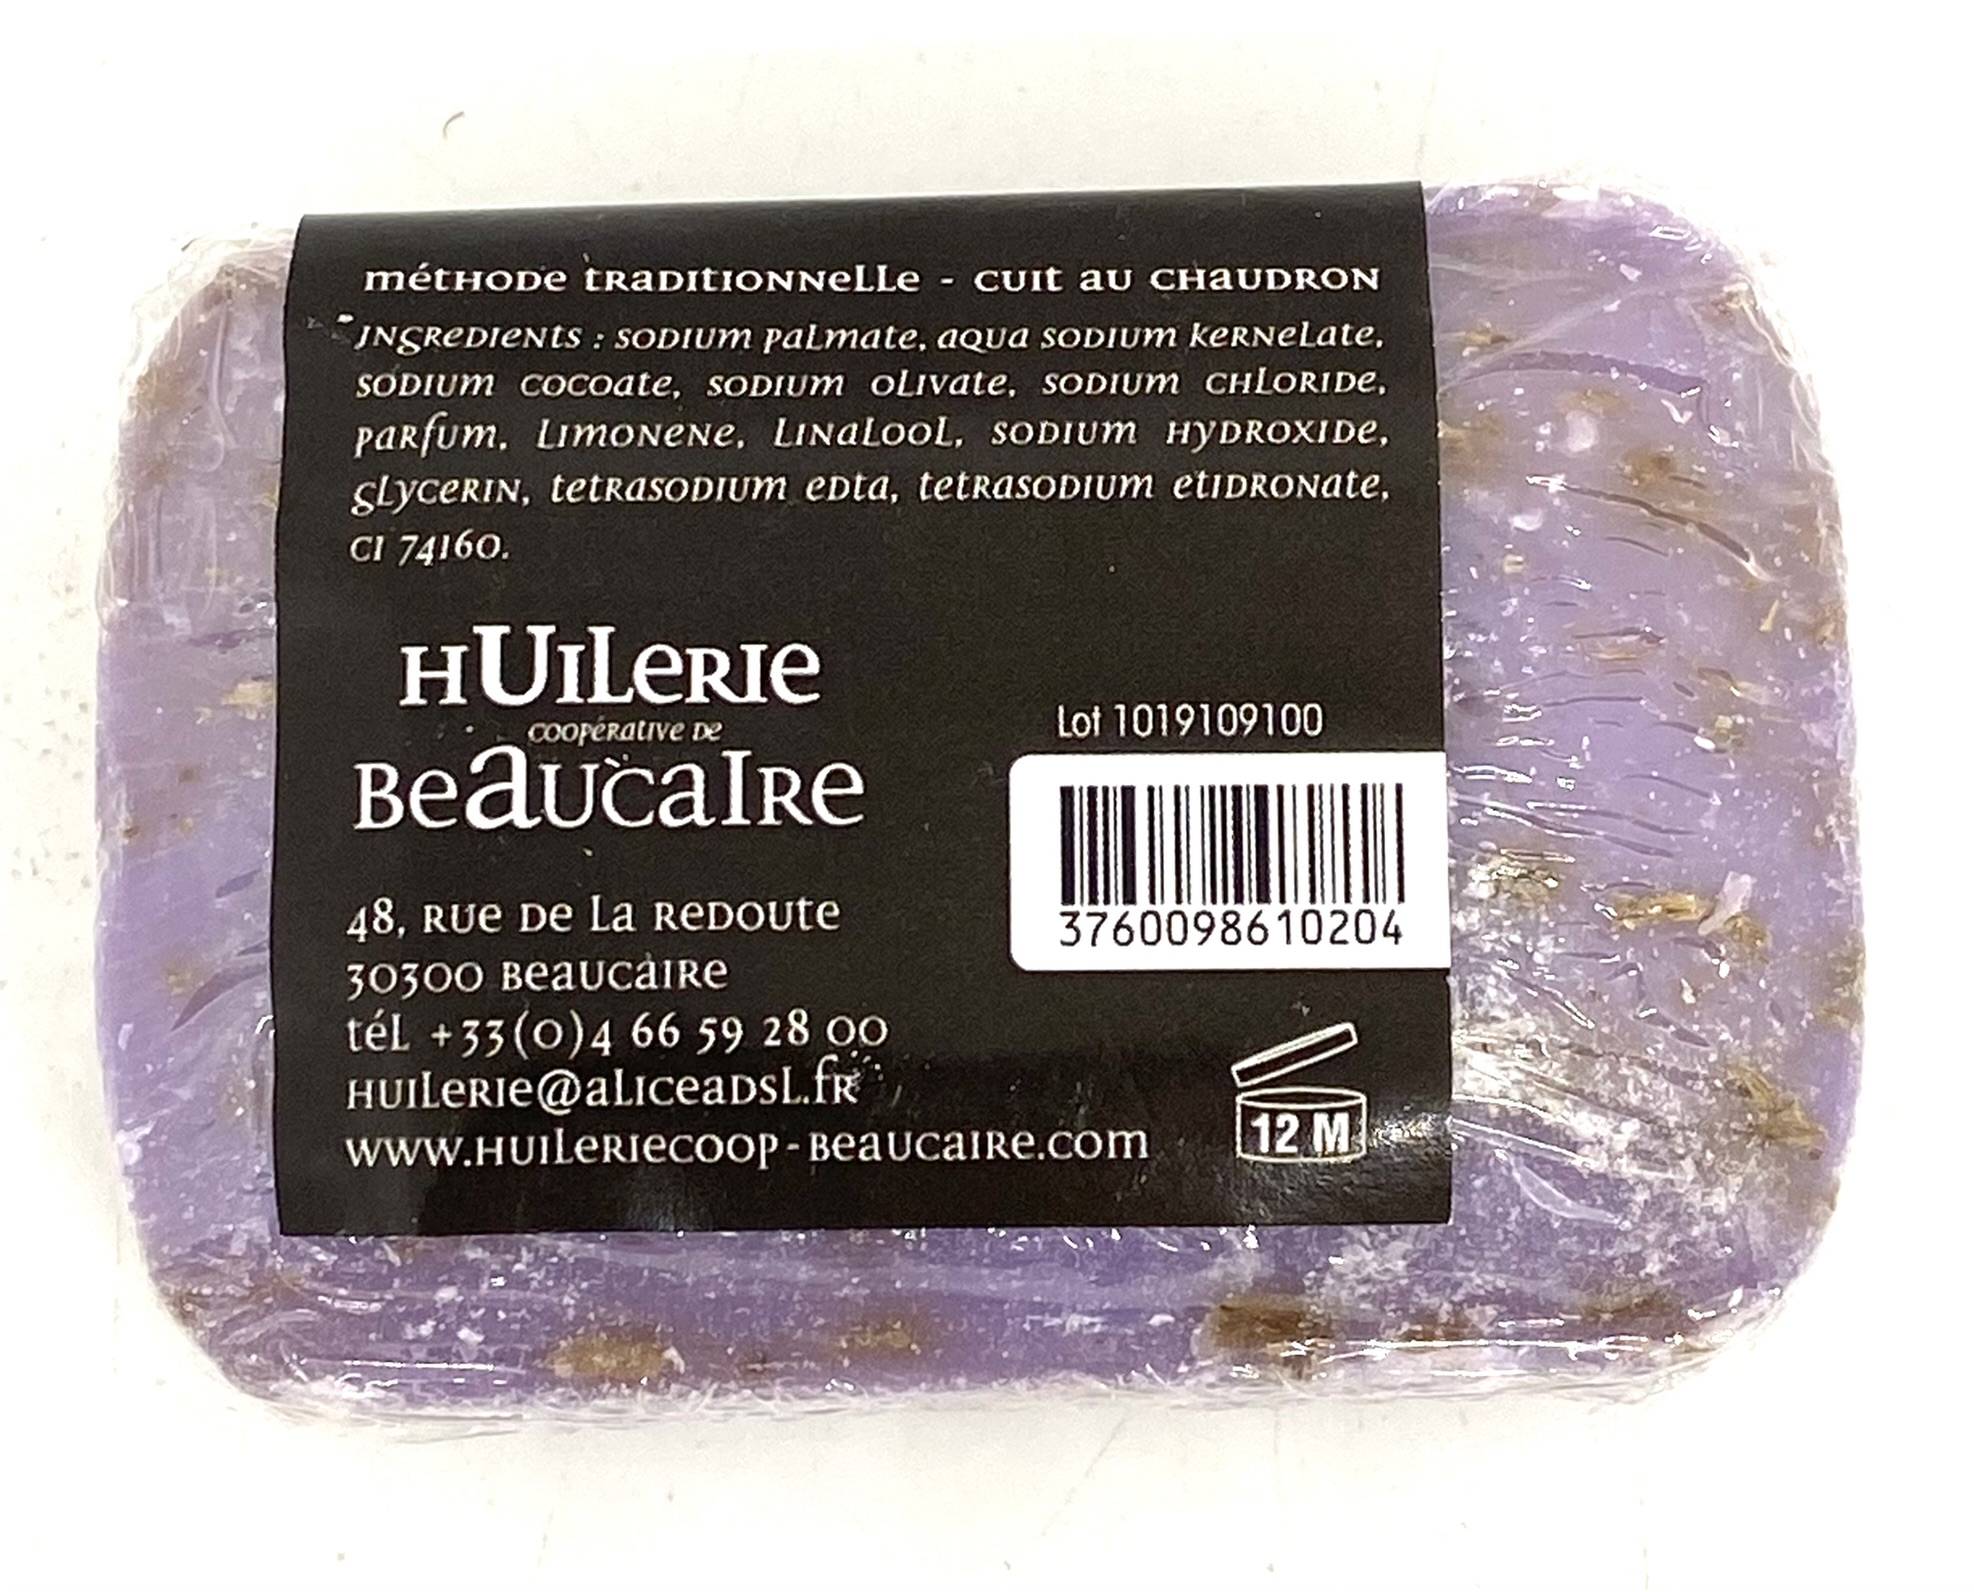 méthode traditionnelle - cuit au chaudron
Ingredients : sodium palmate, aqua sodium kernelate,
sodium cocoate, sodium olivate, sodium chloride,
parfum, limonene, linalool, sodium hydroxide,
glycerin, tetrasodium edta, tetrasodium etidronate,
CI 74160.
Huilerie
coopérative de
Beaucaire
Lot 1019109100
3760098610204
48, rue de la Redoute
30300 Beaucaire
tél +33(0)4 66 59 28 00
huilerie@aliceadsl.fr
www.huileriecoop-beaucaire.com
12 M